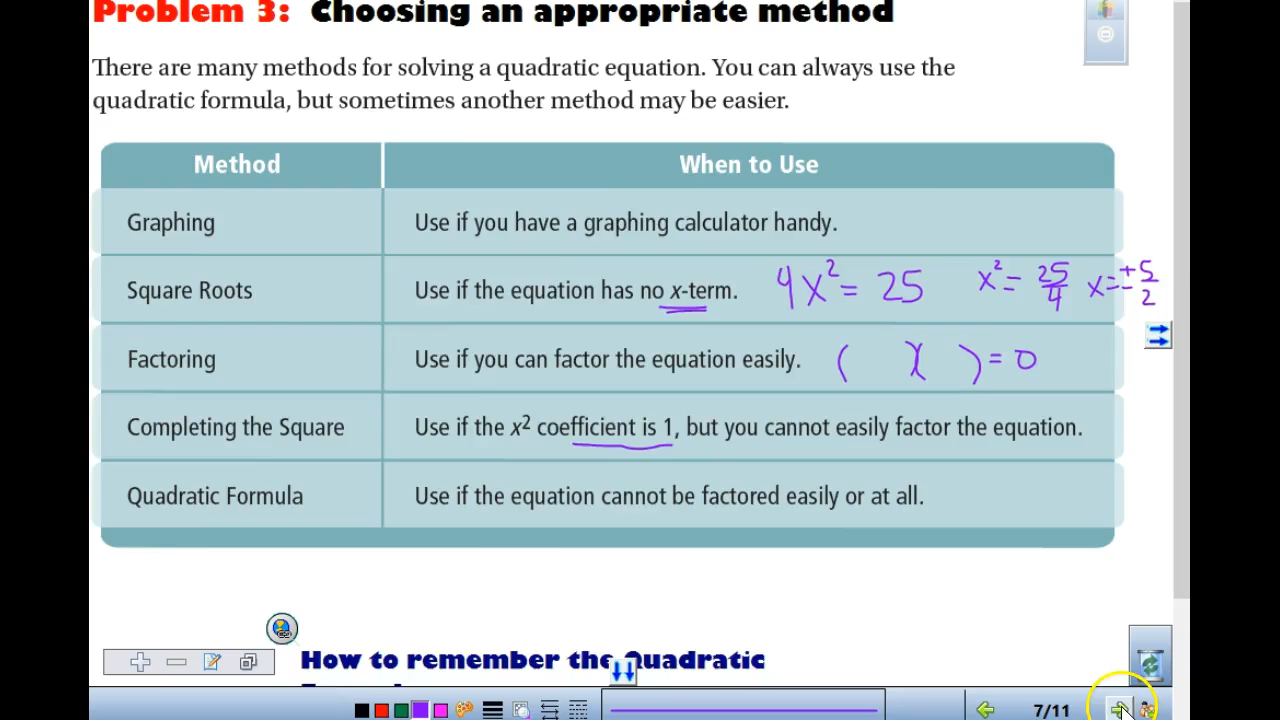 Problem 3: Choosing an appropriate method
There are many methods for solving a quadratic equation. You can always use the
quadratic formula, but sometimes another method may be easier.
Method When to Use
Graphing Use if you have a graphing calculator handy.
Square Roots Use if the equation has no x-term. 4x² = 25 x² = 25/4 x = ±5/2
Factoring Use if you can factor the equation easily. ( )( ) = 0
Completing the Square Use if the x² coefficient is 1, but you cannot easily factor the equation.
Quadratic Formula Use if the equation cannot be factored easily or at all.
How to remember the Quadratic
7/11